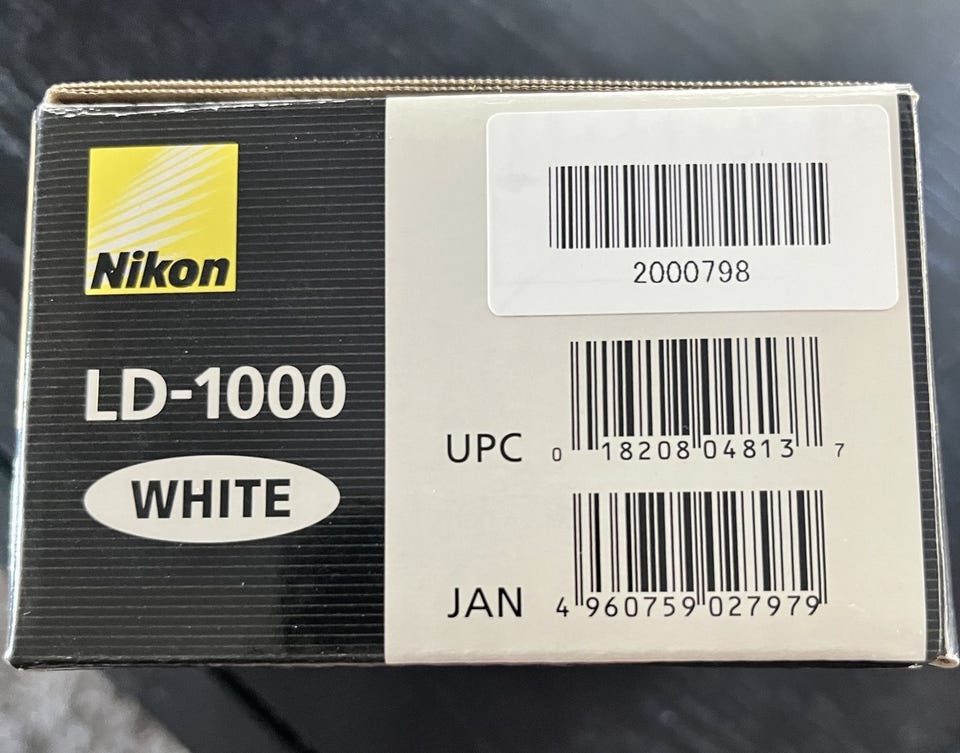 Nikon
LD-1000
WHITE
2000798
UPC 0 18208 04813 7
JAN 4 960759 027979